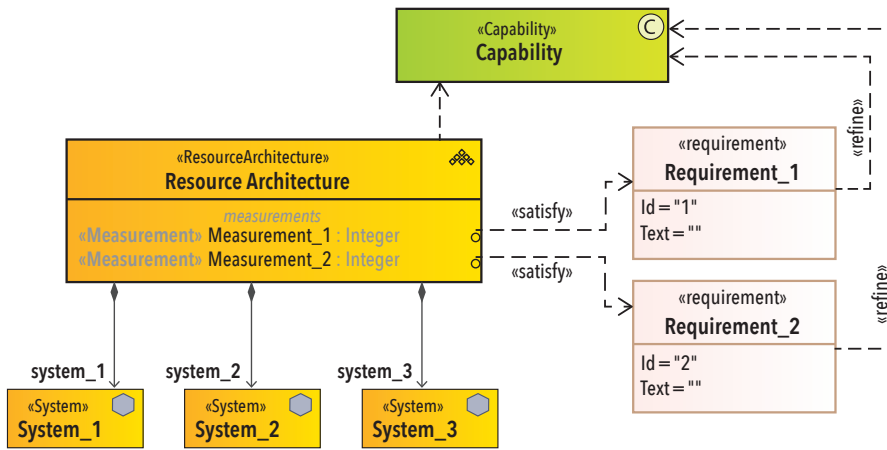 «Capability»
C
Capability
«ResourceArchitecture»
Resource Architecture
measurements
«Measurement» Measurement_1 : Integer
«Measurement» Measurement_2 : Integer
«satisfy»
«satisfy»
«requirement»
Requirement_1
Id="1"
Text=""
«refine»
«requirement»
Requirement_2
Id="2"
Text=""
«refine»
system_1
system_2
system_3
«System»
System_1
«System»
System_2
«System»
System_3